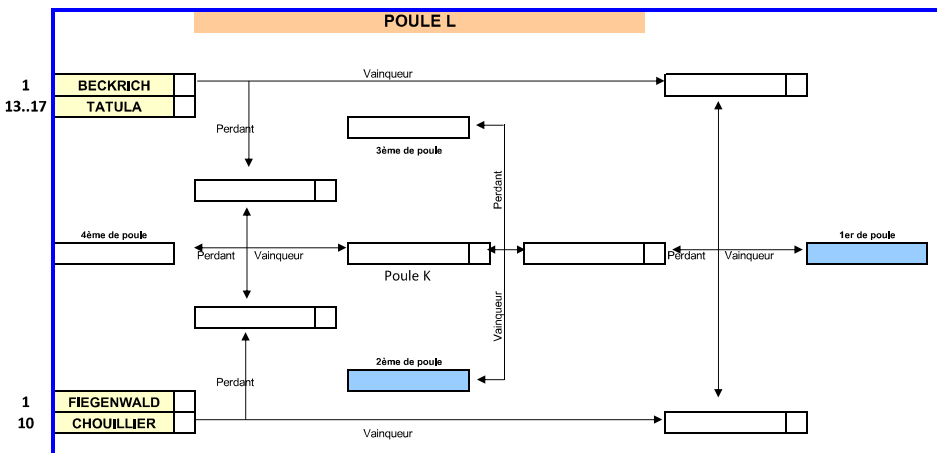 POULE L
Vainqueur
1 BECKRICH
13..17 TATULA
Perdant
3ème de poule
Perdant
4ème de poule
1er de poule
Perdant Vainqueur
Perdant Vainqueur
Poule K
Vainqueur
2ème de poule
Perdant
1 FIEGENWALD
10 CHOUILLIER
Vainqueur